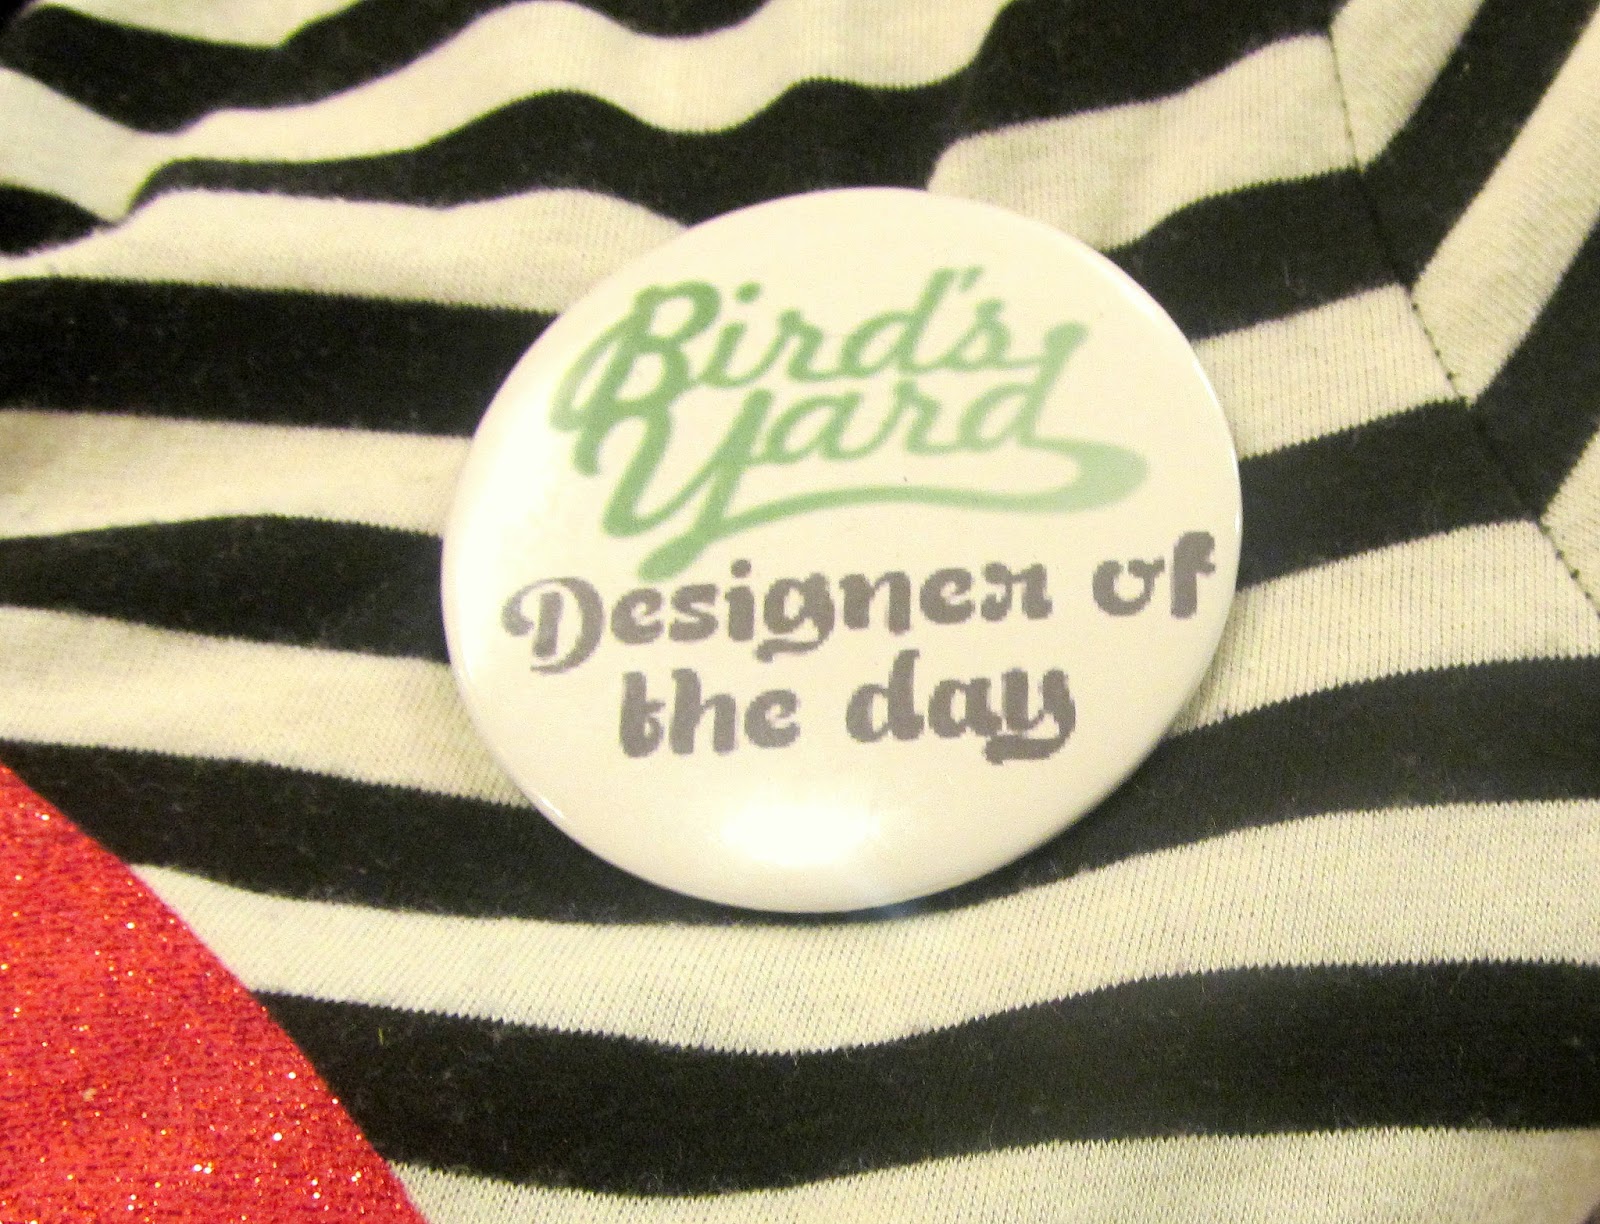 Bird's
Yard
Designer of
the day